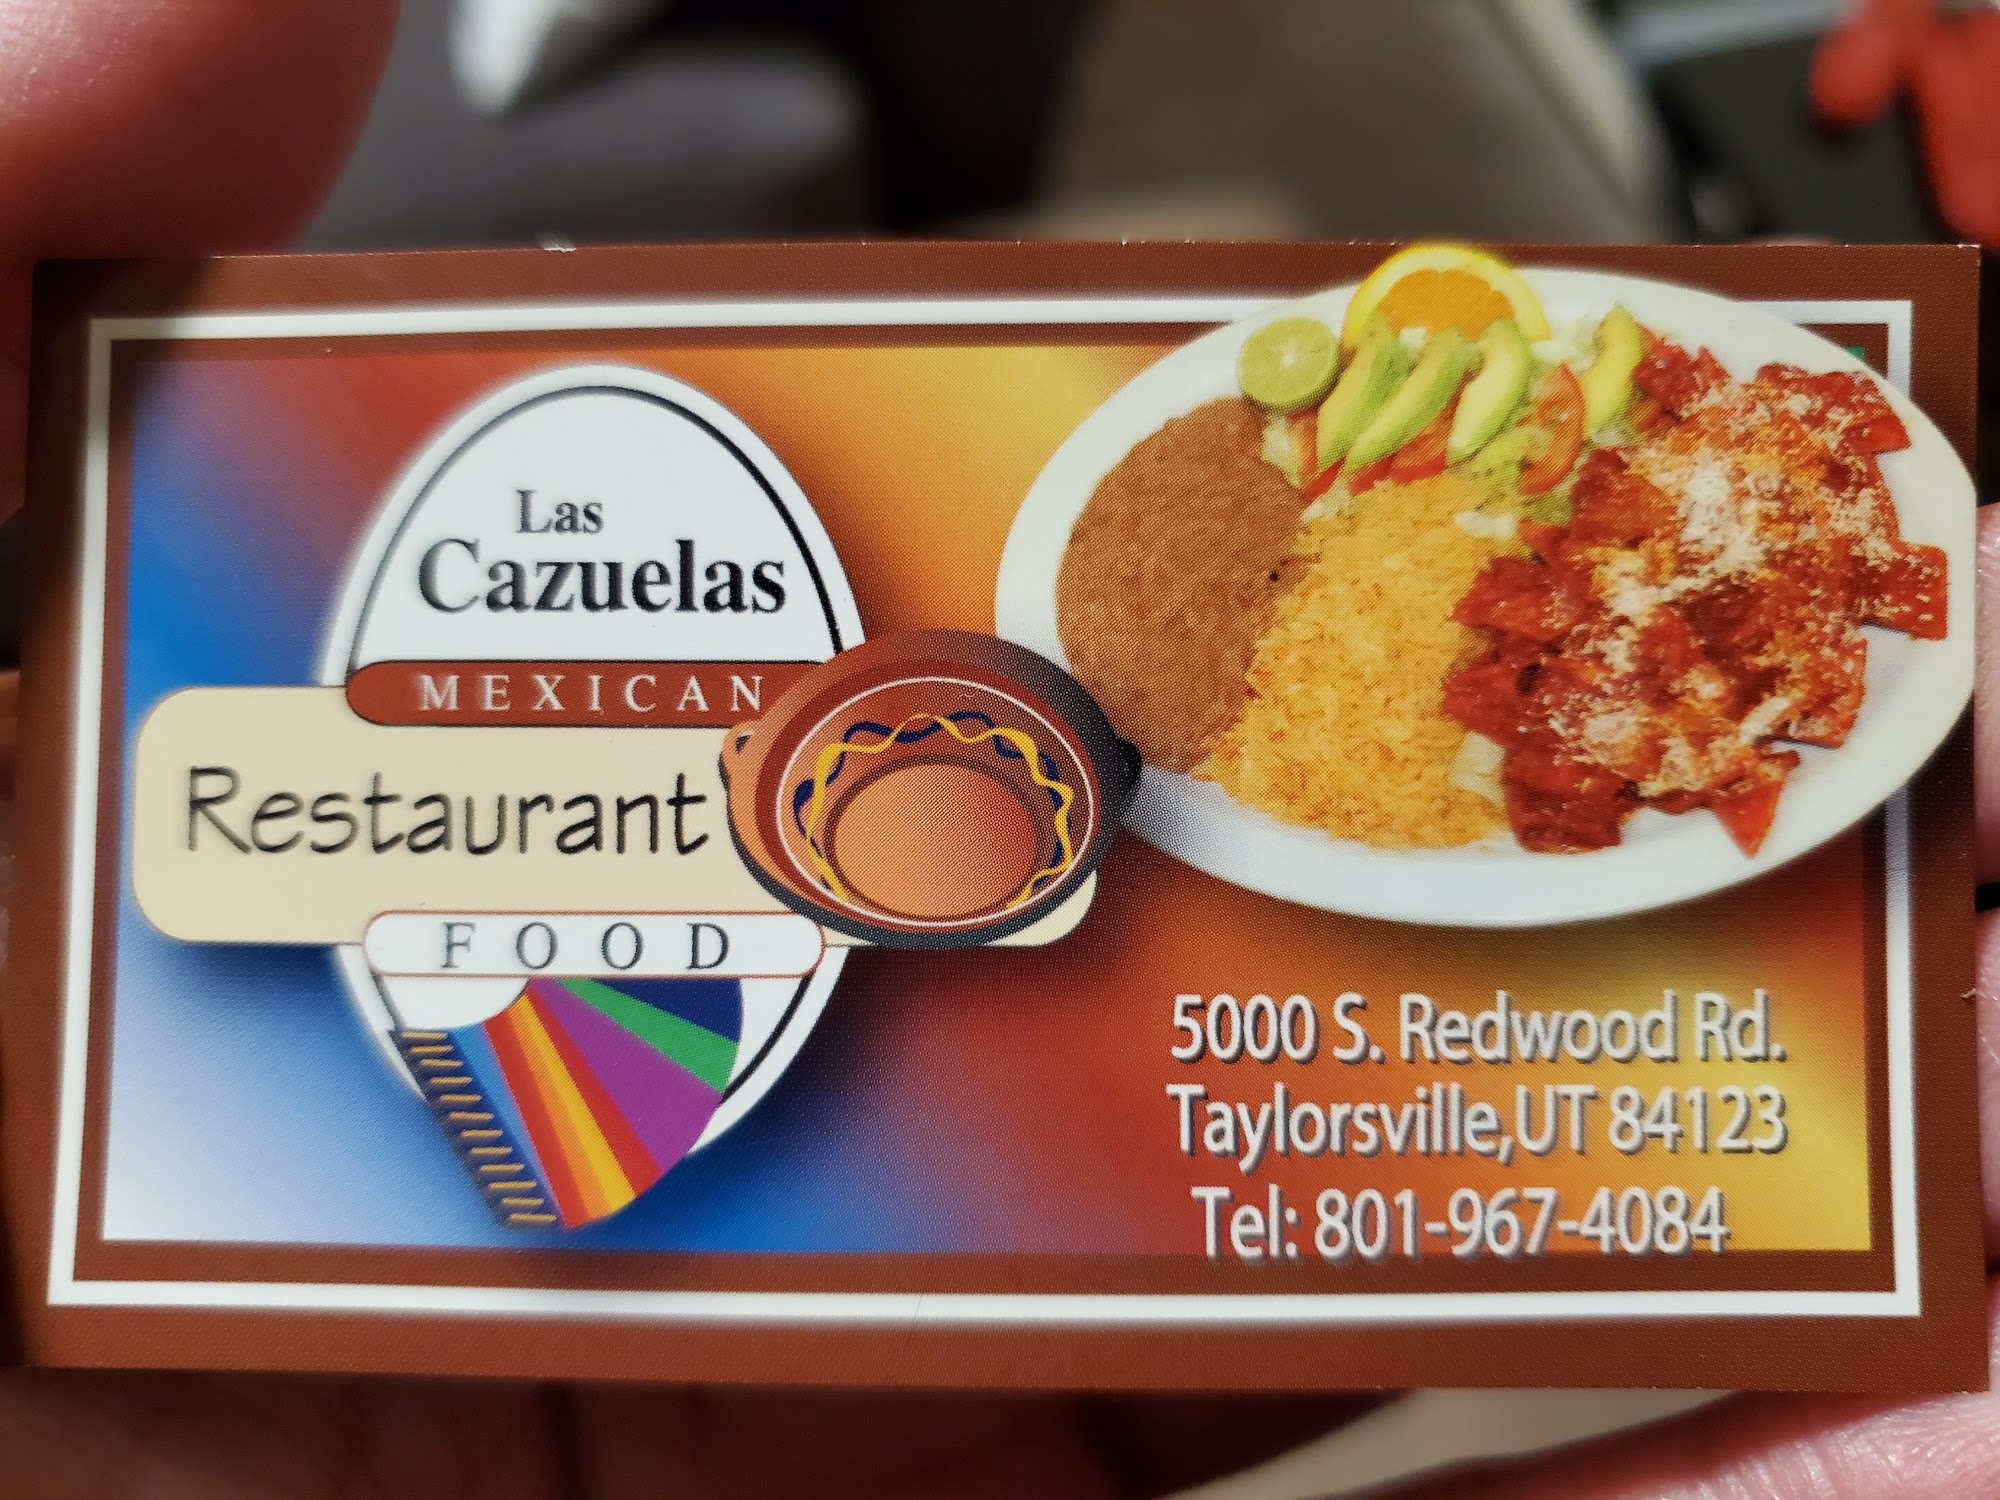 Las
Cazuelas
MEXICAN
Restaurant
FOOD
5000 S. Redwood Rd.
Taylorsville,UT 84123
Tel: 801-967-4084